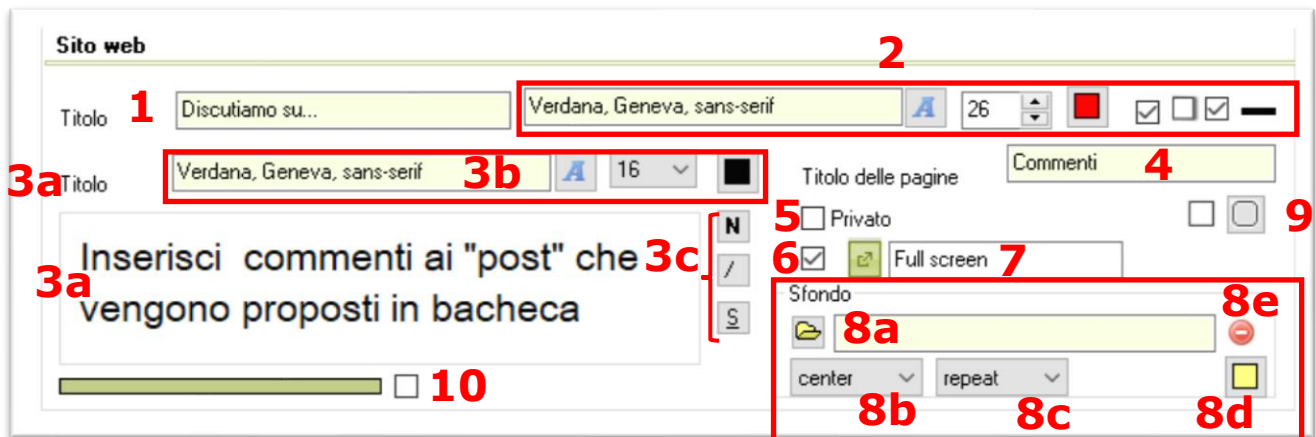 Sito web
2
Titolo 1 Discutiamo su... Verdana, Geneva, sans-serif A 26
3a Titolo Verdana, Geneva, sans-serif 3b A 16 Titolo delle pagine Commenti 4
5 Privato 9
3a Inserisci commenti ai "post" che 3c N 6 Full screen 7
vengono proposti in bacheca / S
Sfondo
8a 8e
10 center repeat
8b 8c 8d